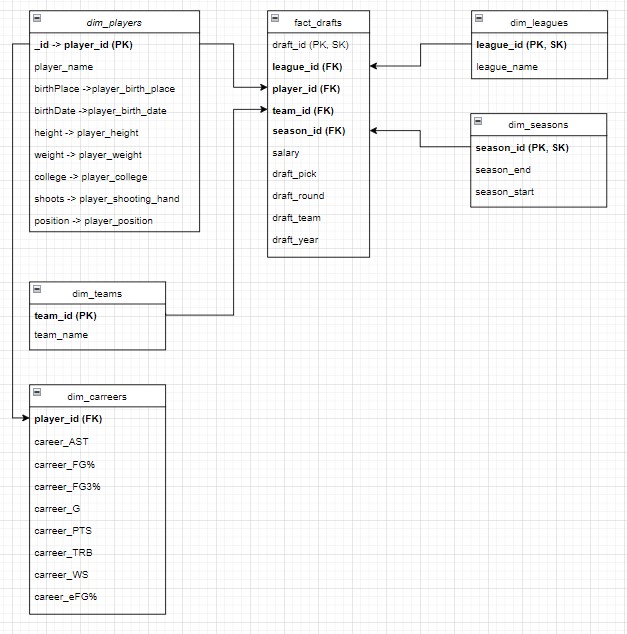 dim_players
_id -> player_id (PK)
player_name
birthPlace ->player_birth_place
birthDate ->player_birth_date
height -> player_height
weight -> player_weight
college -> player_college
shoots -> player_shooting_hand
position -> player_position
fact_drafts
draft_id (PK, SK)
league_id (FK)
player_id (FK)
team_id (FK)
season_id (FK)
salary
draft_pick
draft_round
draft_team
draft_year
dim_leagues
league_id (PK, SK)
league_name
dim_seasons
season_id (PK, SK)
season_end
season_start
dim_teams
team_id (PK)
team_name
dim_carreers
player_id (FK)
career_AST
carreer_FG%
carreer_FG3%
carreer_G
carreer_PTS
carreer_TRB
carreer_WS
career_eFG%